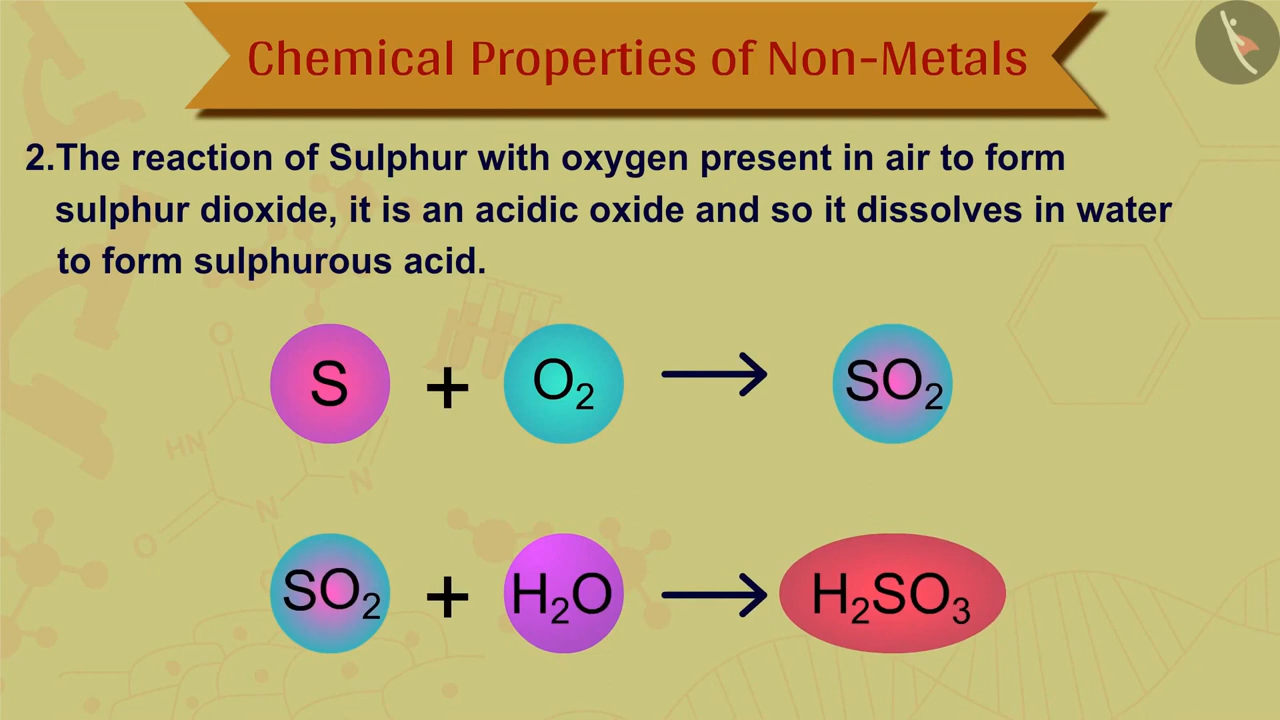 Chemical Properties of Non-Metals
2.The reaction of Sulphur with oxygen present in air to form
sulphur dioxide, it is an acidic oxide and so it dissolves in water
to form sulphurous acid.
S + O₂ → SO₂
O
HN
N
N
O
SO₂ + H₂O → H₂SO₃